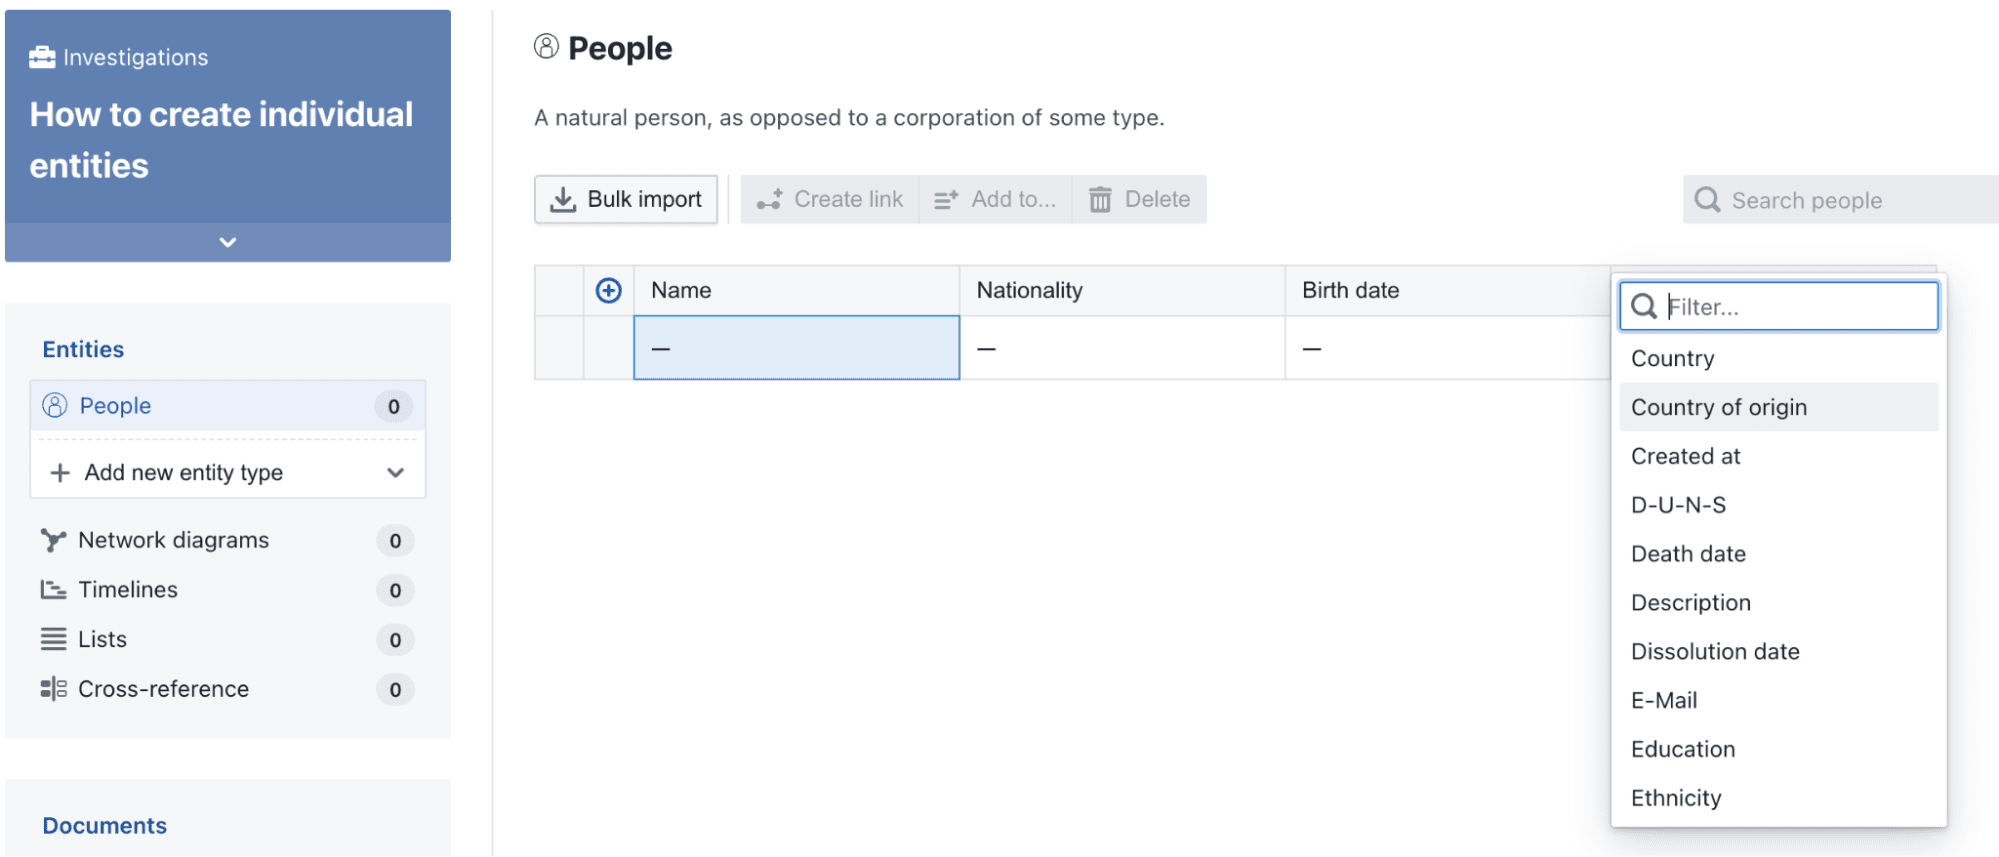 Investigations
How to create individual
entities
Entities
People 0
Add new entity type
Network diagrams 0
Timelines 0
Lists 0
Cross-reference 0
Documents
People
A natural person, as opposed to a corporation of some type.
Bulk import Create link Add to... Delete Search people
Name Nationality Birth date
— — —
Filter...
Country
Country of origin
Created at
D-U-N-S
Death date
Description
Dissolution date
E-Mail
Education
Ethnicity